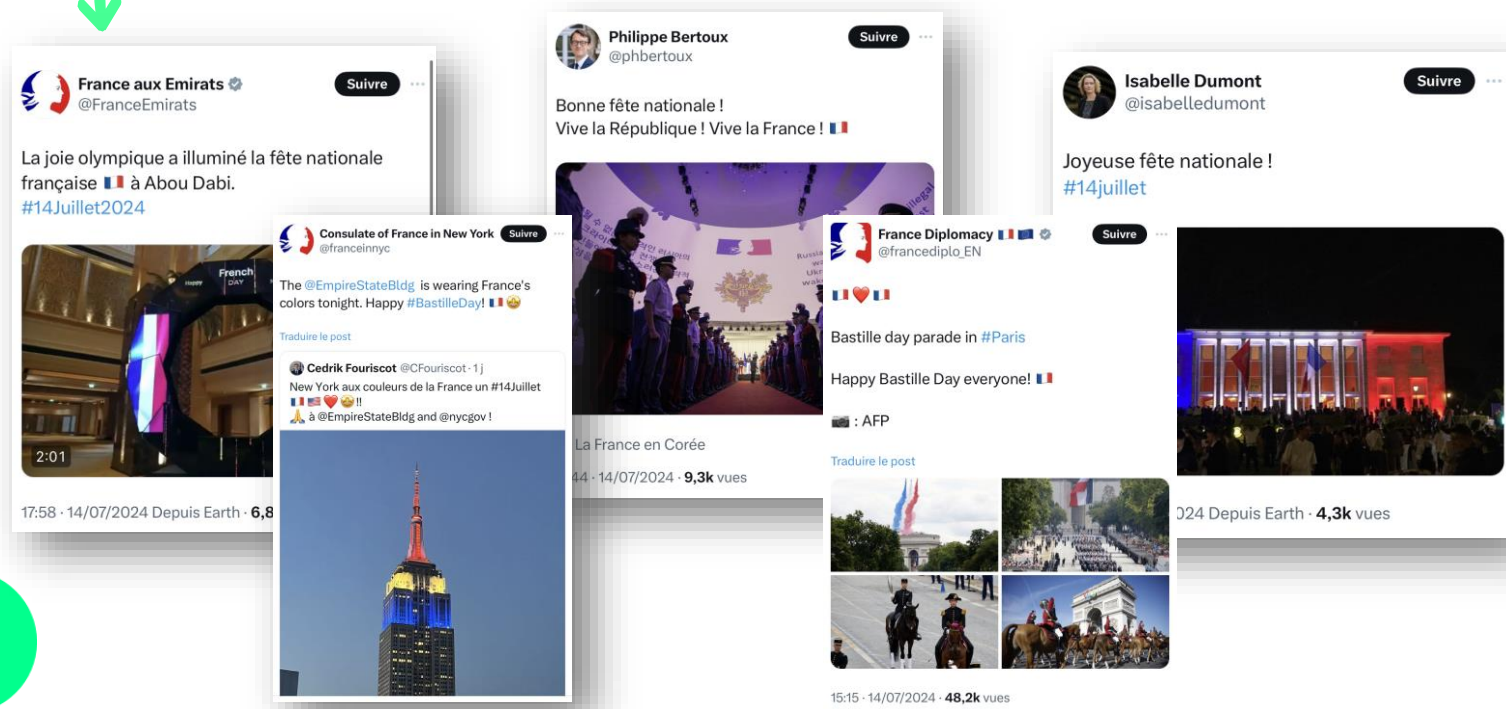 France aux Emirats
@FranceEmirats
Suivre
La joie olympique a illuminé la fête nationale
française 🇫🇷 à Abou Dabi.
#14Juillet2024
Happy French DAY
2:01
17:58 · 14/07/2024 Depuis Earth · 6,8
Consulate of France in New York
@franceinnyc
Suivre
The @EmpireStateBldg is wearing France's
colors tonight. Happy #BastilleDay! 🇫🇷🤩
Traduire le post
Cedrik Fouriscot @CFouriscot · 1 j
New York aux couleurs de la France un #14Juillet
🇫🇷🇺🇸❤️🤩!!
🙏 à @EmpireStateBldg and @nycgov !
Philippe Bertoux
@phbertoux
Suivre
Bonne fête nationale !
Vive la République ! Vive la France ! 🇫🇷
La France en Corée
44 · 14/07/2024 · 9,3k vues
France Diplomacy 🇫🇷🇪🇺
@francediplo_EN
Suivre
🇫🇷❤️🇫🇷
Bastille day parade in #Paris
Happy Bastille Day everyone! 🇫🇷
📷 : AFP
Traduire le post
15:15 · 14/07/2024 · 48,2k vues
Isabelle Dumont
@isabelledumont
Suivre
Joyeuse fête nationale !
#14juillet
024 Depuis Earth · 4,3k vues